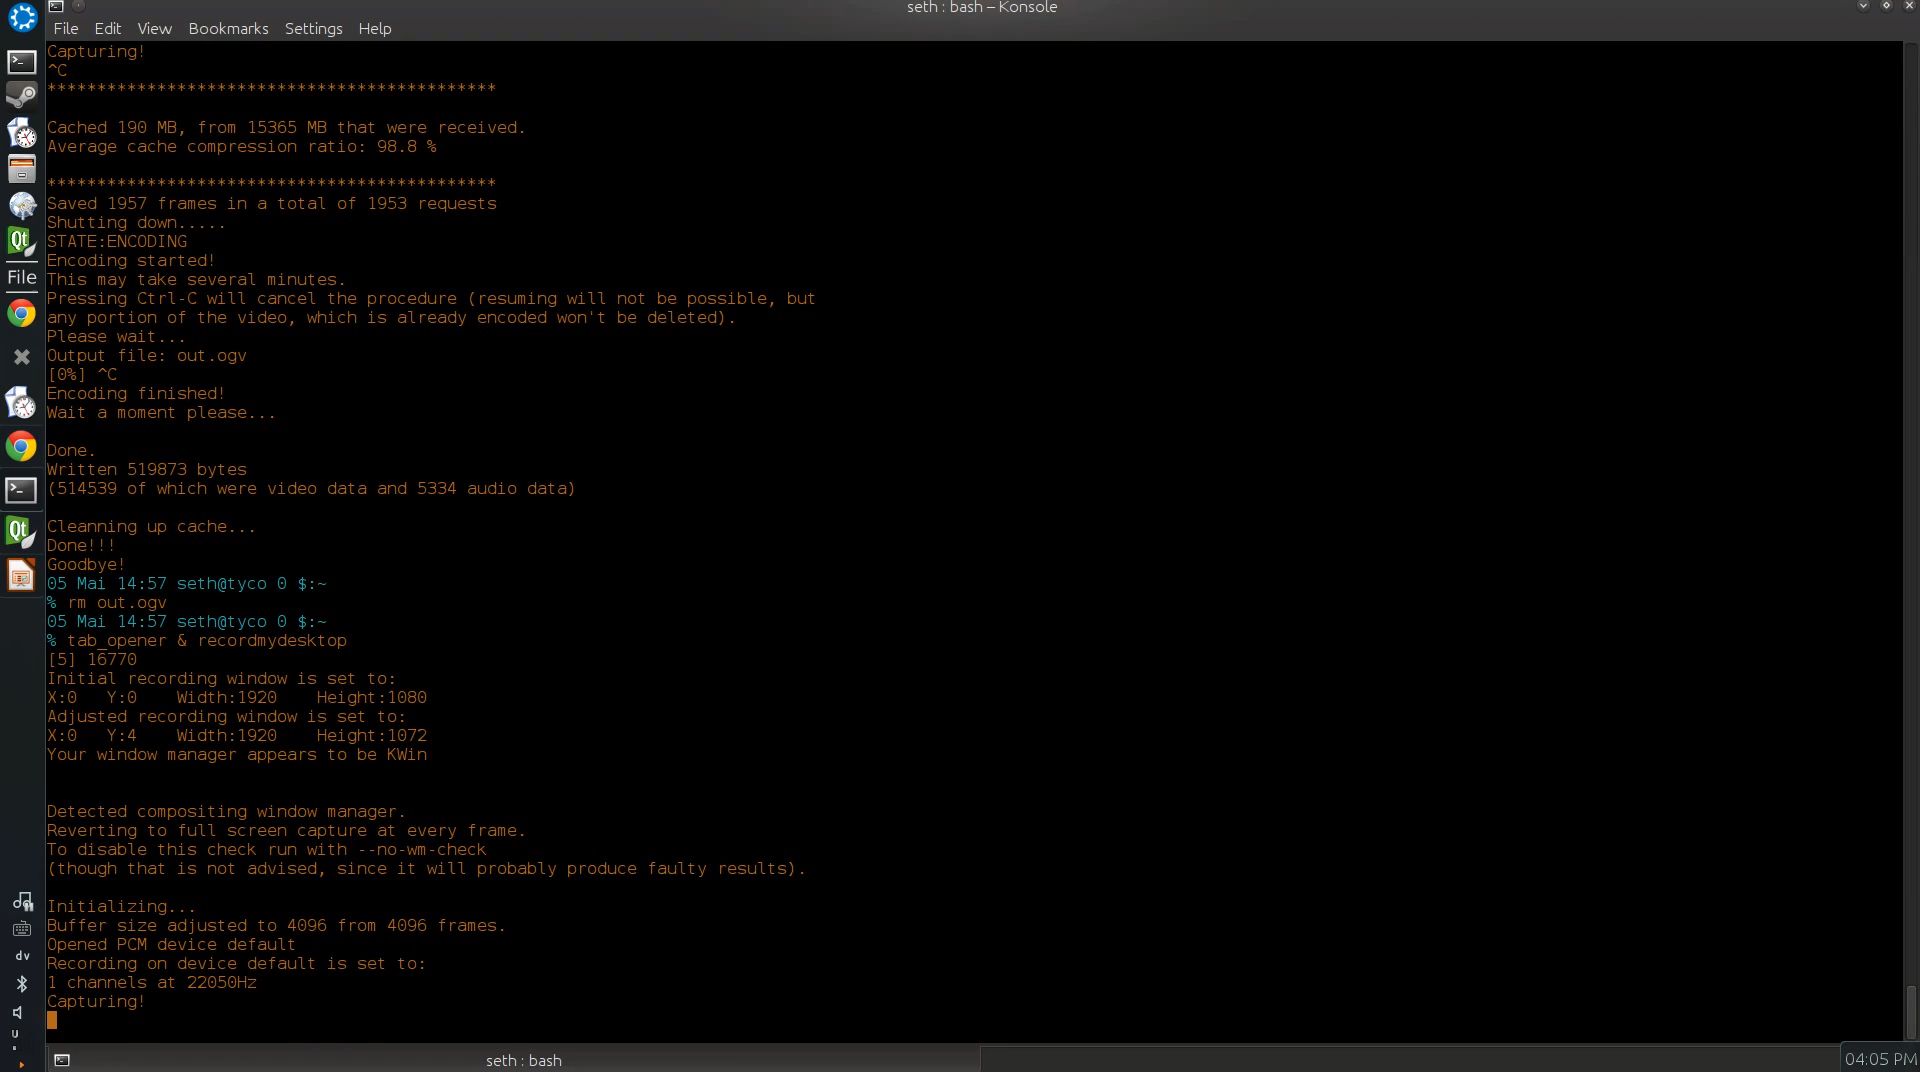 seth : bash – Konsole
File Edit View Bookmarks Settings Help
Capturing!
^C
*********************************************
Cached 190 MB, from 15365 MB that were received.
Average cache compression ratio: 98.8 %
*********************************************
Saved 1957 frames in a total of 1953 requests
Shutting down.....
STATE:ENCODING
Encoding started!
This may take several minutes.
Pressing Ctrl-C will cancel the procedure (resuming will not be possible, but
any portion of the video, which is already encoded won't be deleted).
Please wait...
Output file: out.ogv
[0%] ^C
Encoding finished!
Wait a moment please...
Done.
Written 519873 bytes
(514539 of which were video data and 5334 audio data)
Cleanning up cache...
Done!!!
Goodbye!
05 Mai 14:57 seth@tyco 0 $:~
% rm out.ogv
05 Mai 14:57 seth@tyco 0 $:~
% tab_opener & recordmydesktop
[5] 16770
Initial recording window is set to:
X:0 Y:0 Width:1920 Height:1080
Adjusted recording window is set to:
X:0 Y:4 Width:1920 Height:1072
Your window manager appears to be KWin
Detected compositing window manager.
Reverting to full screen capture at every frame.
To disable this check run with --no-wm-check
(though that is not advised, since it will probably produce faulty results).
Initializing...
Buffer size adjusted to 4096 from 4096 frames.
Opened PCM device default
Recording on device default is set to:
1 channels at 22050Hz
Capturing!
Qt
File
Qt
dv
U
seth : bash
04:05 PM